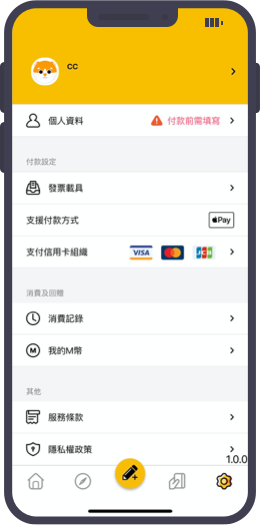 cc
個人資料 付款前需填寫
付款設定
發票載具
支援付款方式 Pay
支付信用卡組織 VISA JCB
消費及回贈
消費記錄
M 我的M幣
其他
服務條款
隱私權政策
1.0.0